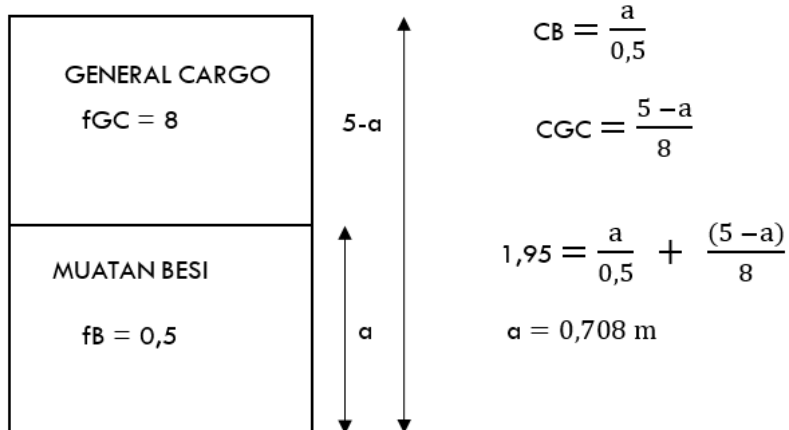 GENERAL CARGO
fGC = 8
MUATAN BESI
fB = 0,5
5-a
a
CB = a/0,5
CGC = 5 –a/8
1,95 = a/0,5 + (5 –a)/8
a = 0,708 m